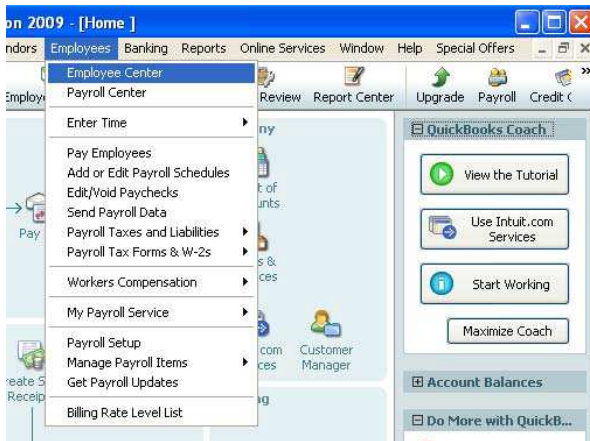 on 2009 - [Home ]
ndors Employees Banking Reports Online Services Window Help Special Offers
Employe Review Report Center Upgrade Payroll Credit C
Employee Center
Payroll Center
Enter Time
Pay Employees
Add or Edit Payroll Schedules
Edit/Void Paychecks
Send Payroll Data
Payroll Taxes and Liabilities
Payroll Tax Forms & W-2s
Workers Compensation
My Payroll Service
Payroll Setup
Manage Payroll Items
Get Payroll Updates
Billing Rate Level List
Pay
reate S
Receip
ny
t of
unts
s &
ces
com
ces
Customer
Manager
ng
QuickBooks Coach
View the Tutorial
Use Intuit.com
Services
Start Working
Maximize Coach
Account Balances
Do More with QuickB...